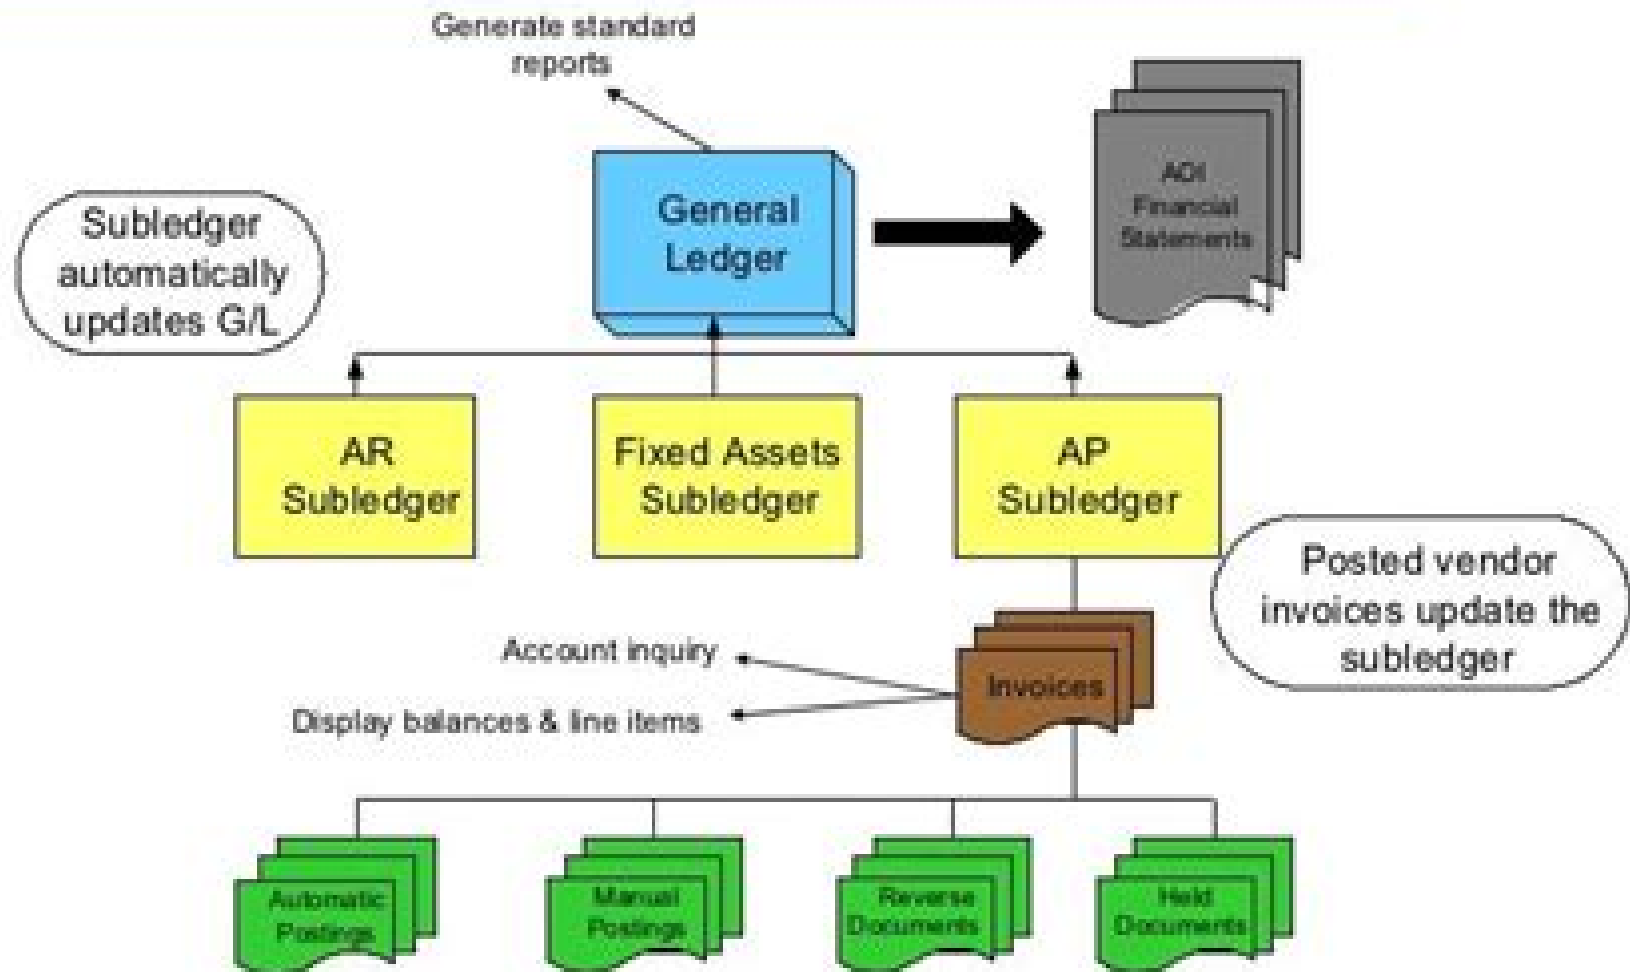 Generate standard
reports
General
Ledger
AOI
Financial
Statements
Subledger
automatically
updates G/L
AR
Subledger
Fixed Assets
Subledger
AP
Subledger
Posted vendor
invoices update the
subledger
Account Inquiry
Invoices
Display balances & line items
Automatic
Postings
Manual
Postings
Reverse
Documents
Held
Documents